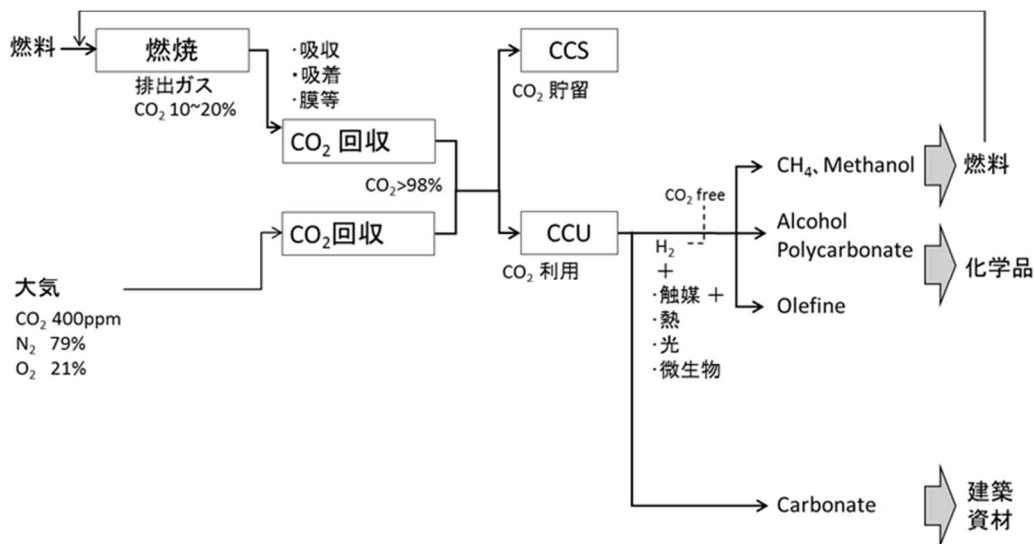 燃料
燃焼
排出ガス
CO₂ 10~20%
・吸収
・吸着
・膜等
CO₂ 回収
CO₂>98%
CO₂回収
大気
CO₂ 400ppm
N₂ 79%
O₂ 21%
CCS
CO₂ 貯留
CCU
CO₂ 利用
CO₂ free
H₂
＋
・触媒 ＋
・熱
・光
・微生物
CH₄、Methanol
燃料
Alcohol
Polycarbonate
化学品
Olefine
Carbonate
建築
資材